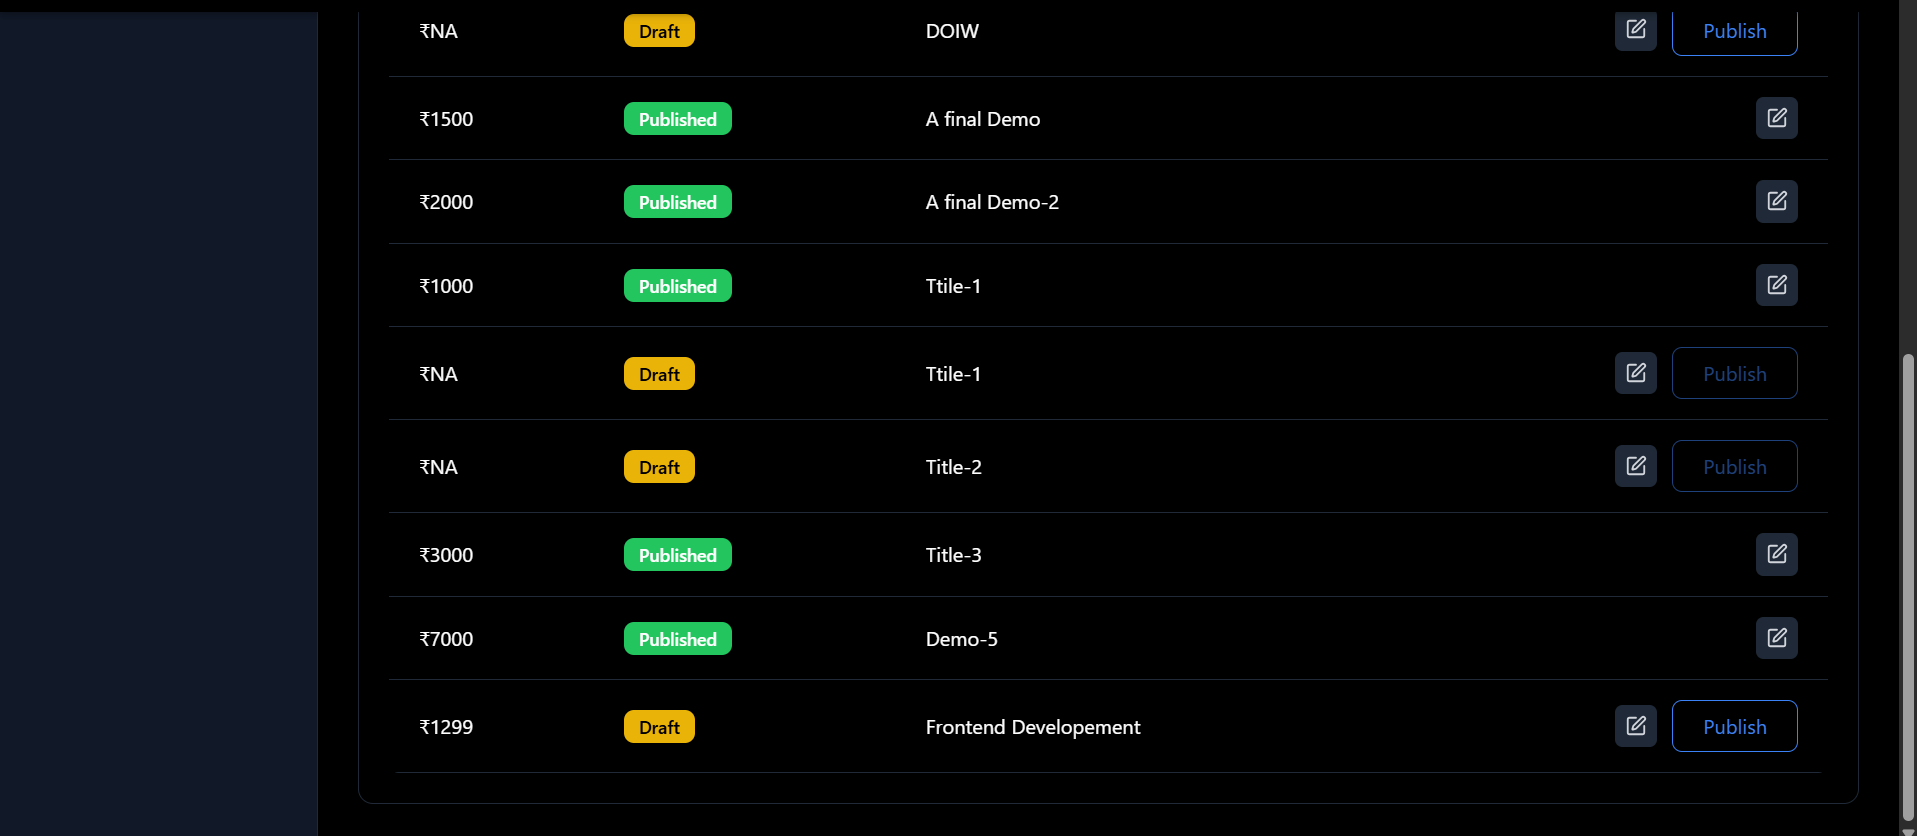 ₹NA Draft DOIW Publish
₹1500 Published A final Demo
₹2000 Published A final Demo-2
₹1000 Published Ttile-1
₹NA Draft Ttile-1 Publish
₹NA Draft Title-2 Publish
₹3000 Published Title-3
₹7000 Published Demo-5
₹1299 Draft Frontend Developement Publish